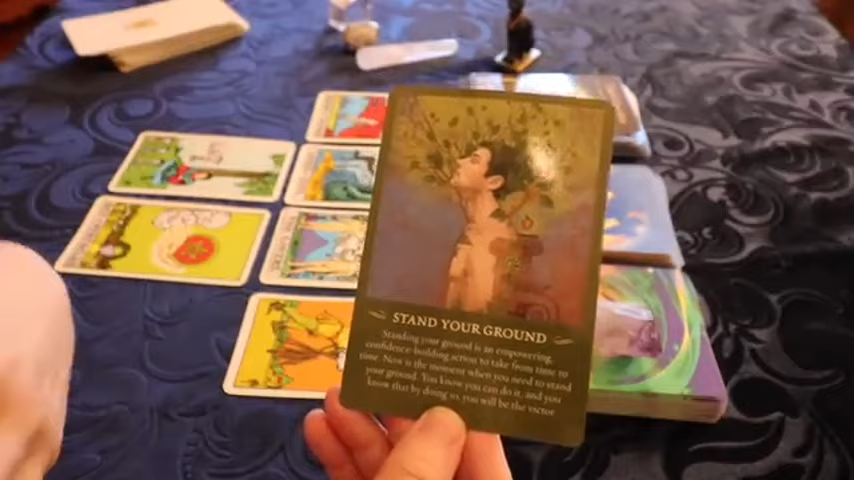 STAND YOUR GROUND
Standing your ground is an empowering,
confidence-building action to take from time to
time. Now is the moment when you need to stand
your ground. You know you can do it, and you
know that by doing so, you will be the victor